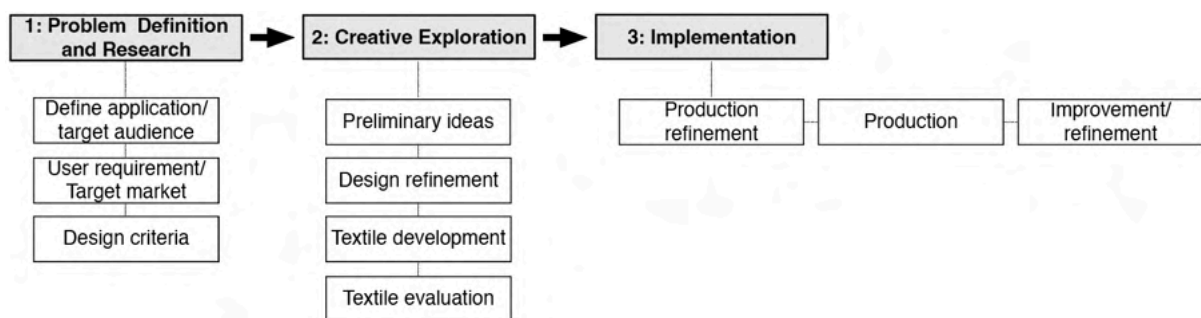 1: Problem Definition
and Research
2: Creative Exploration
3: Implementation
Define application/
target audience
User requirement/
Target market
Design criteria
Preliminary ideas
Design refinement
Textile development
Textile evaluation
Production
refinement
Production
Improvement/
refinement